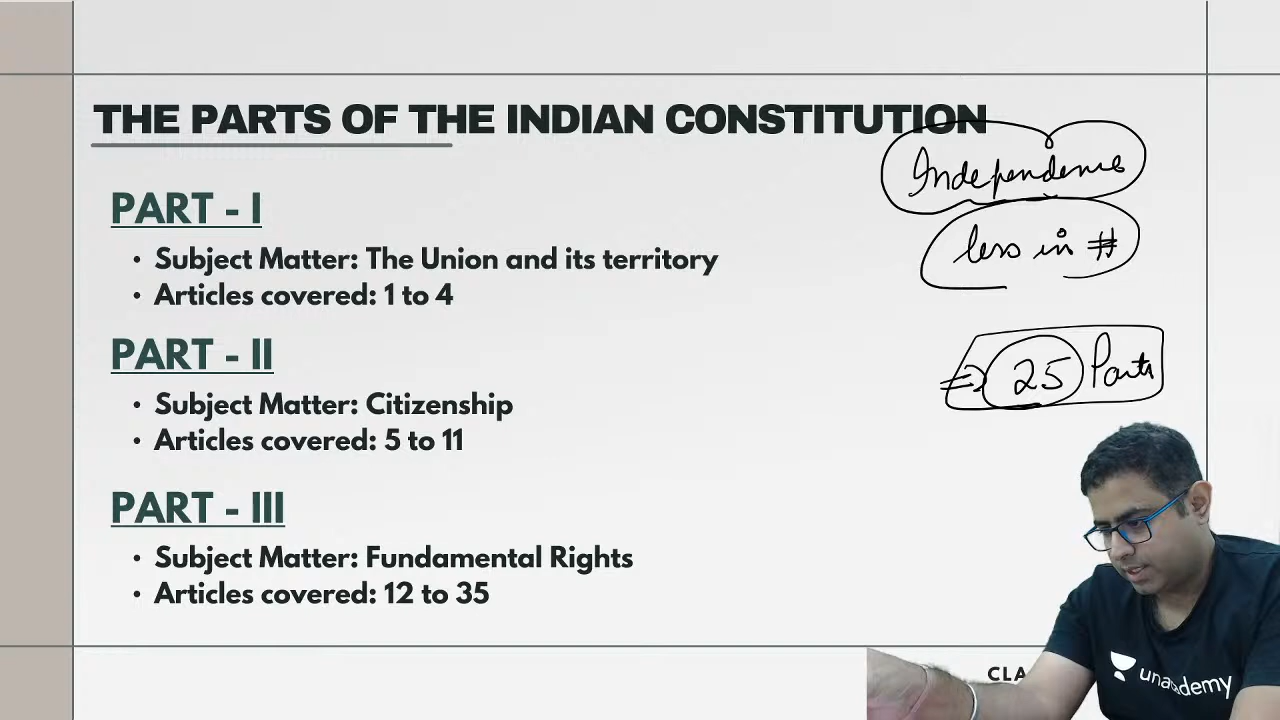 THE PARTS OF THE INDIAN CONSTITUTION
Independence
less in #
PART - I
• Subject Matter: The Union and its territory
• Articles covered: 1 to 4
⇒ 25 Parts
PART - II
• Subject Matter: Citizenship
• Articles covered: 5 to 11
PART - III
• Subject Matter: Fundamental Rights
• Articles covered: 12 to 35
CLA
unacademy